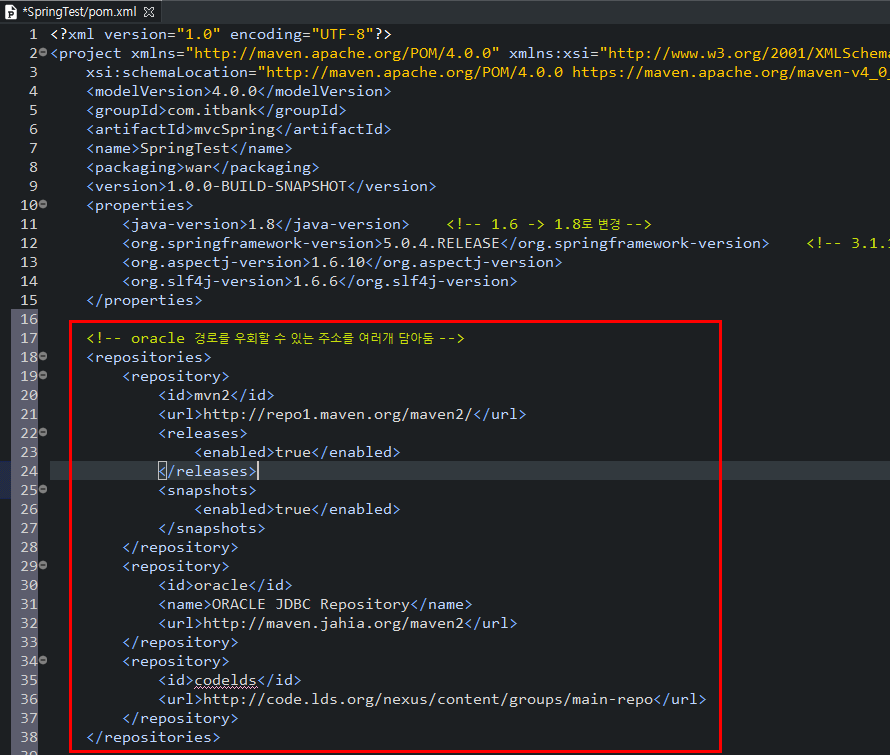 *SpringTest/pom.xml
1 <?xml version="1.0" encoding="UTF-8"?>
2 <project xmlns="http://maven.apache.org/POM/4.0.0" xmlns:xsi="http://www.w3.org/2001/XMLSchema
3 xsi:schemaLocation="http://maven.apache.org/POM/4.0.0 https://maven.apache.org/maven-v4_0_
4 <modelVersion>4.0.0</modelVersion>
5 <groupId>com.itbank</groupId>
6 <artifactId>mvcSpring</artifactId>
7 <name>SpringTest</name>
8 <packaging>war</packaging>
9 <version>1.0.0-BUILD-SNAPSHOT</version>
10 <properties>
11 <java-version>1.8</java-version> <!-- 1.6 -> 1.8로 변경 -->
12 <org.springframework-version>5.0.4.RELEASE</org.springframework-version> <!-- 3.1.1
13 <org.aspectj-version>1.6.10</org.aspectj-version>
14 <org.slf4j-version>1.6.6</org.slf4j-version>
15 </properties>
16
17 <!-- oracle 경로를 우회할 수 있는 주소를 여러개 담아둠 -->
18 <repositories>
19 <repository>
20 <id>mvn2</id>
21 <url>http://repo1.maven.org/maven2/</url>
22 <releases>
23 <enabled>true</enabled>
24 </releases>
25 <snapshots>
26 <enabled>true</enabled>
27 </snapshots>
28 </repository>
29 <repository>
30 <id>oracle</id>
31 <name>ORACLE JDBC Repository</name>
32 <url>http://maven.jahia.org/maven2</url>
33 </repository>
34 <repository>
35 <id>codelds</id>
36 <url>http://code.lds.org/nexus/content/groups/main-repo</url>
37 </repository>
38 </repositories>